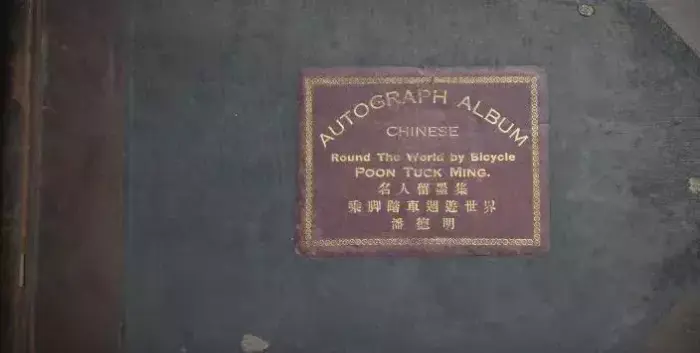 AUTOGRAPH ALBUM
CHINESE
Round The World by Bicycle
POON TUCK MING.
名人留墨集
乘脚踏車週遊世界
潘德明